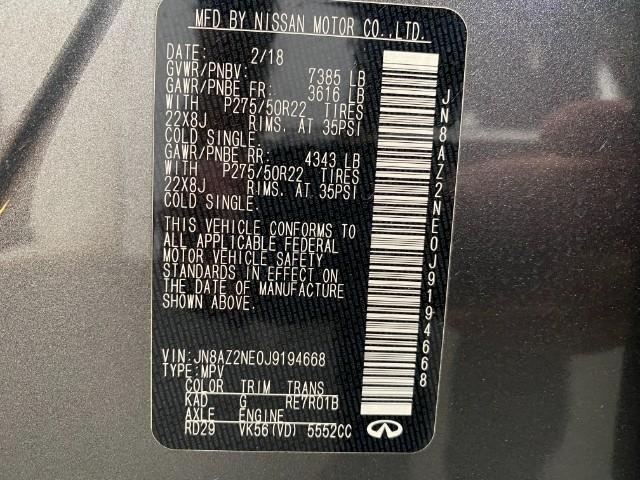 MFD.BY NISSAN MOTOR CO.,LTD.
DATE: 2/18
GVWR/PNBV: 7385 LB
GAWR/PNBE FR: 3616 LB
WITH P275/50R22 TIRES
22X8J RIMS, AT 35PSI
COLD SINGLE.
GAWR/PNBE RR: 4343 LB
WITH P275/50R22 TIRES
22X8J RIMS, AT 35PSI
COLD SINGLE.
THIS VEHICLE CONFORMS TO
ALL APPLICABLE FEDERAL
MOTOR VEHICLE SAFETY
STANDARDS IN EFFECT ON
THE DATE OF MANUFACTURE
SHOWN ABOVE.
VIN:JN8AZ2NE0J9194668
TYPE:MPV
COLOR TRIM TRANS
KAD G RE7R01B
AXLE ENGINE
RD29 VK56(VD) 5552CC
JN8AZ2NE0J9194668